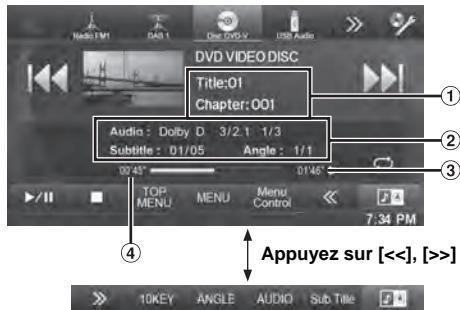 Radio FM1 DAB 1 Disc DVD-V USB Audio >>
DVD VIDEO DISC
Title:01
Chapter:001
Audio : Dolby D 3/2.1 1/3
Subtitle : 01/05 Angle : 1/1
00'45" 01'46"
TOP MENU MENU Menu Control <<
7:34 PM
1
2
3
4
Appuyez sur [<<], [>>]
>> 10KEY ANGLE AUDIO Sub Title